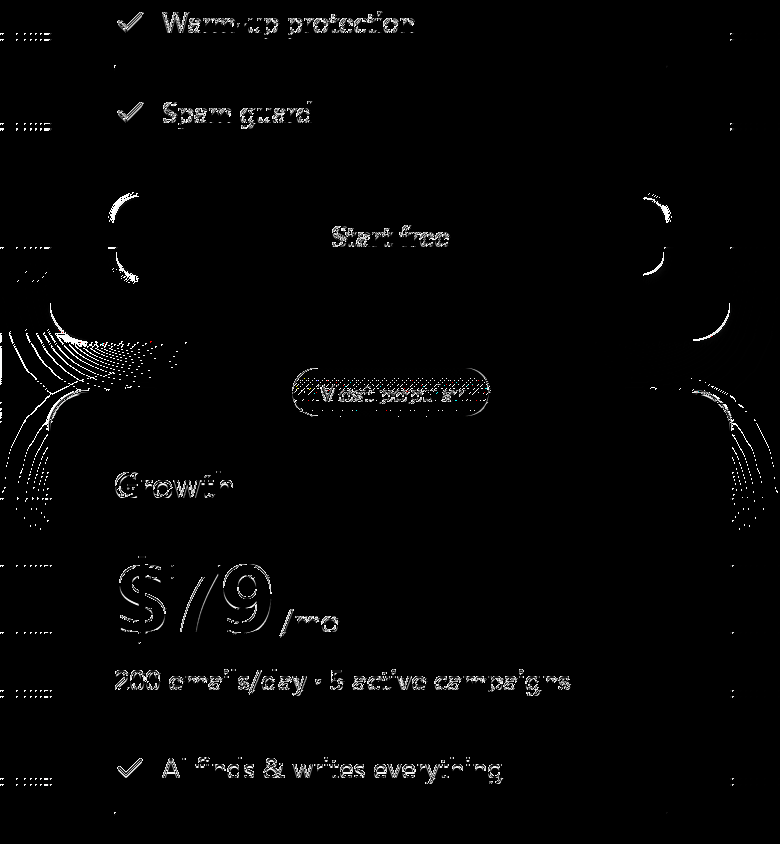 Warm-up protection
Spam guard
Start free
Most popular
Growth
$79 /mo
200 emails/day · 5 active campaigns
AI finds & writes everything